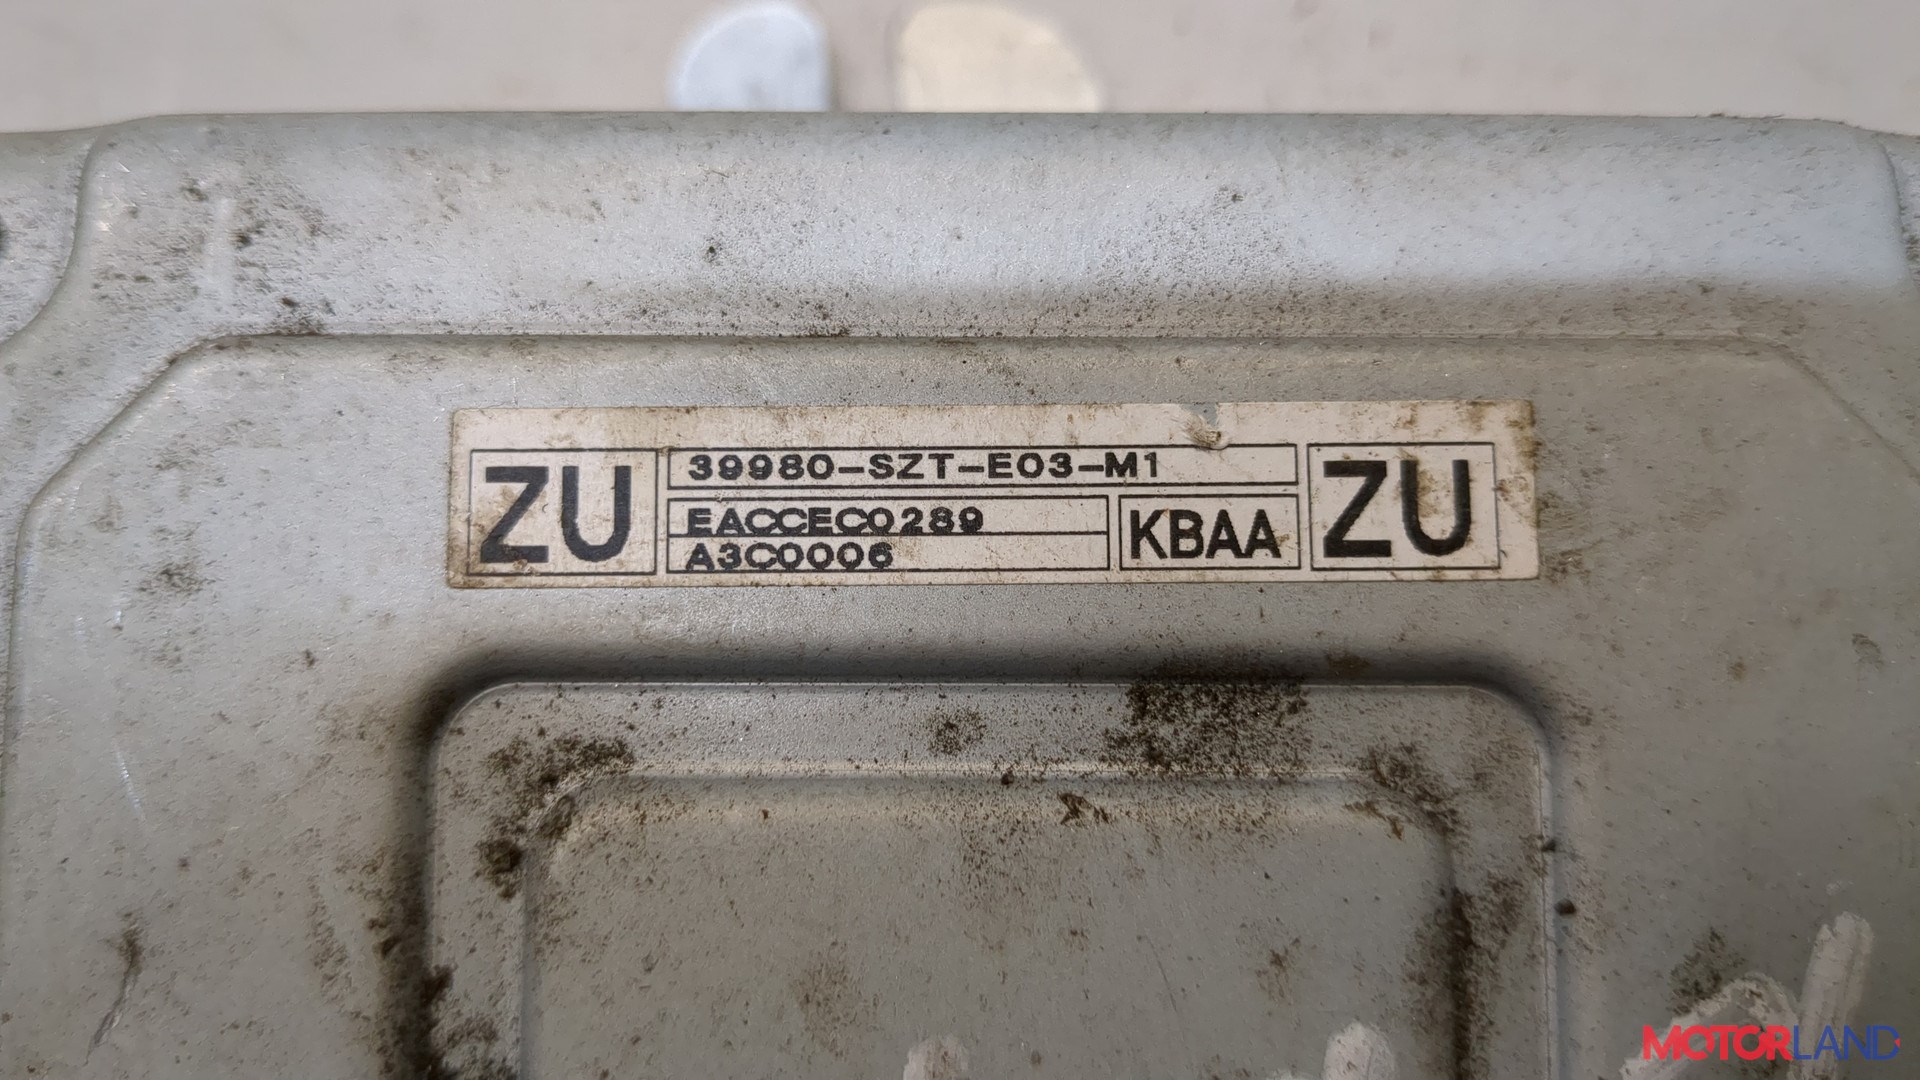 ZU
39980-SZT-E03-M1
EACCEC0289
A3C0006
KBAA
ZU
MOTORLAND